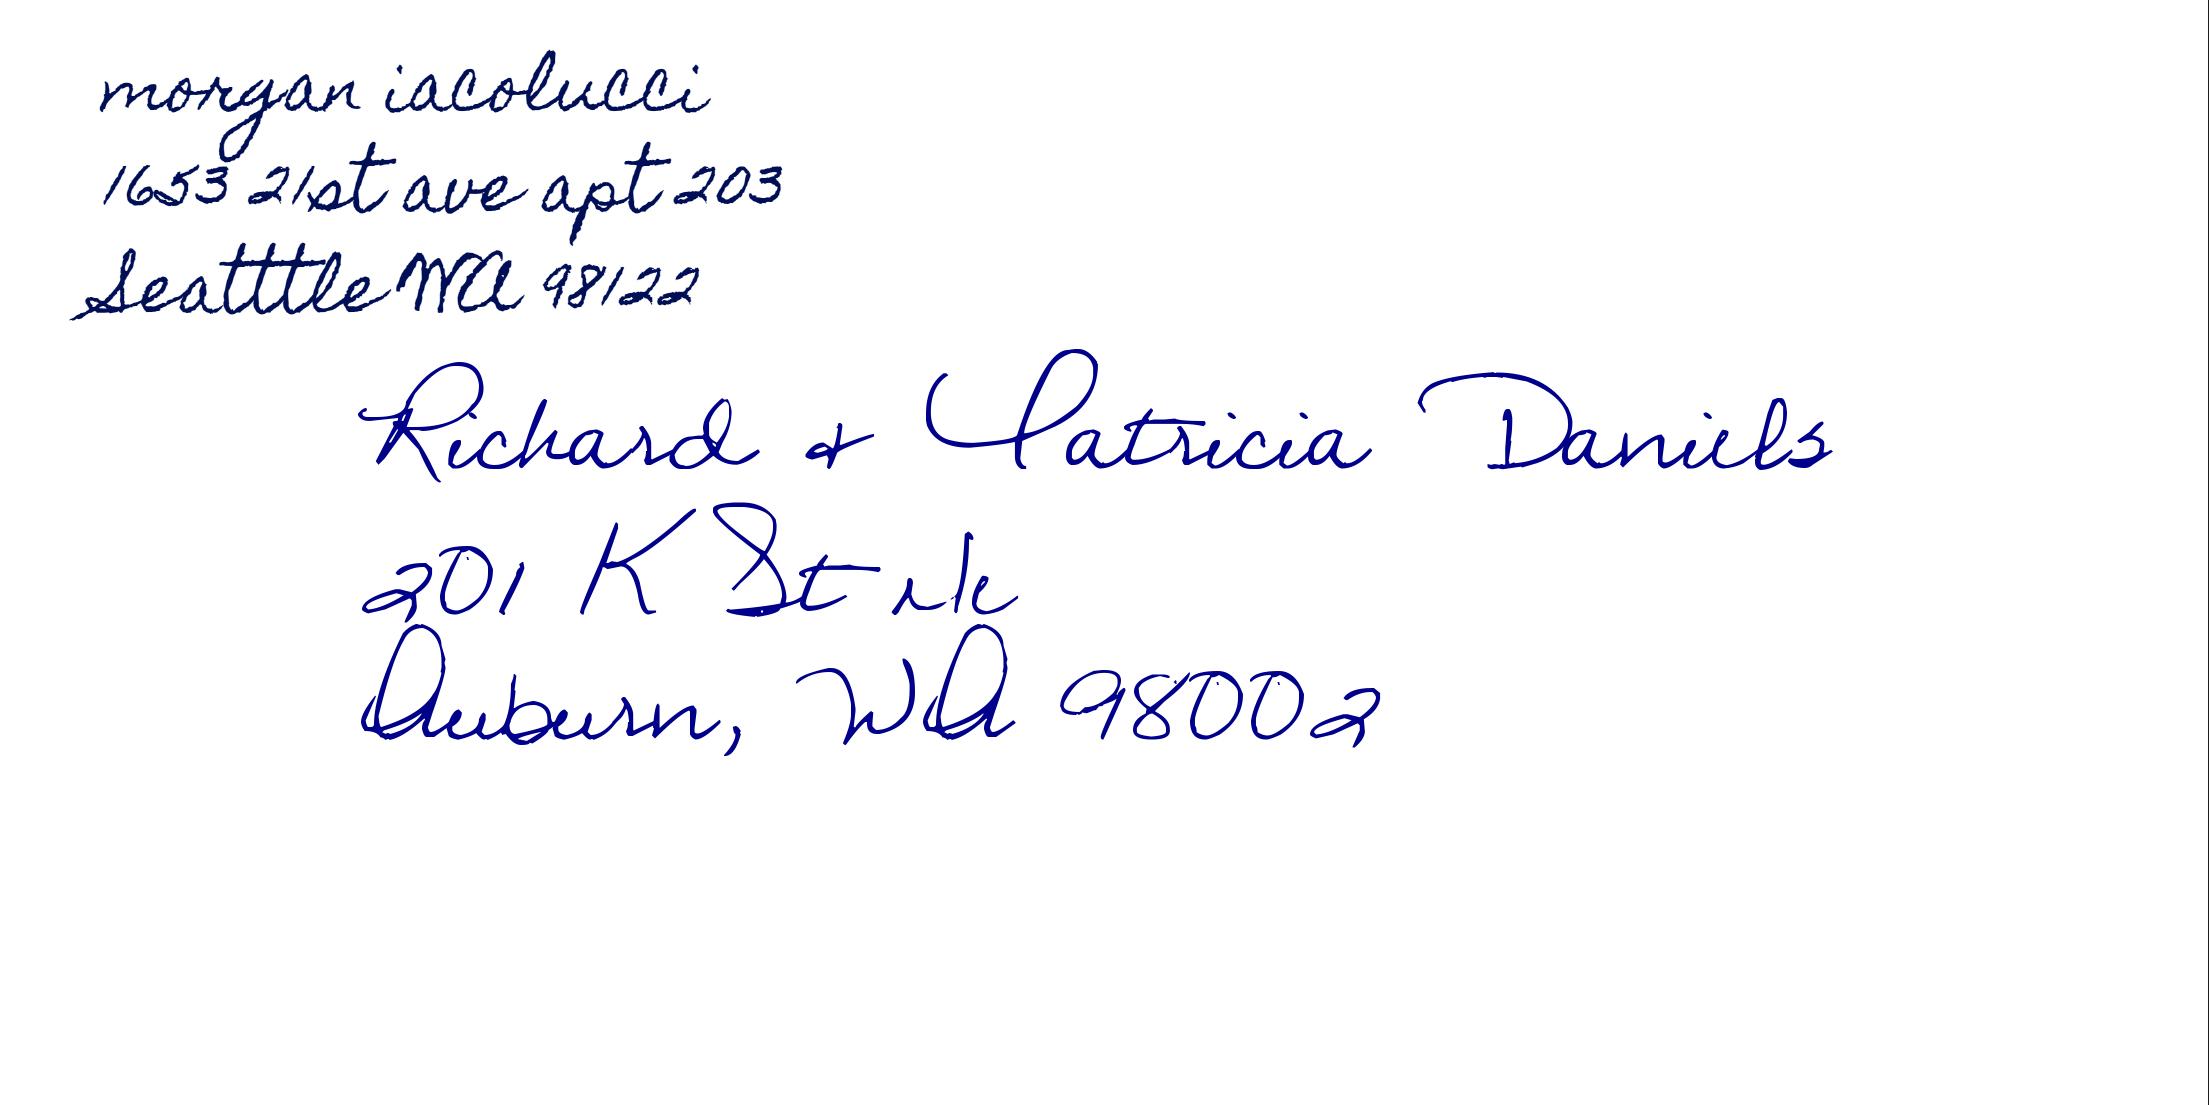 morgan iacolucci
1653 21st ave apt 203
Seatttle WA 98122
Richard & Patricia Daniels
201 K St Ne
Auburn, WA 98002